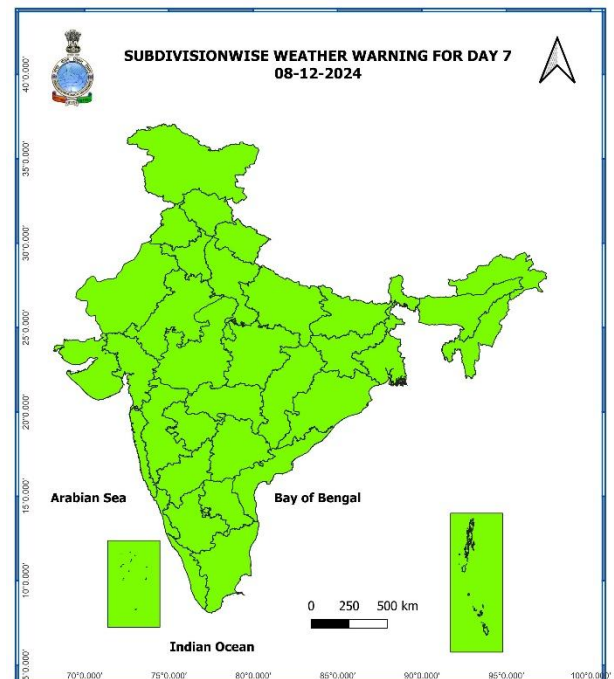 SUBDIVISIONWISE WEATHER WARNING FOR DAY 7
08-12-2024
40°0.000'
35°0.000'
30°0.000'
25°0.000'
20°0.000'
15°0.000'
10°0.000'
5°0.000'
Arabian Sea
Bay of Bengal
0 250 500 km
Indian Ocean
70°0.000' 75°0.000' 80°0.000' 85°0.000' 90°0.000' 95°0.000' 100°0.000'